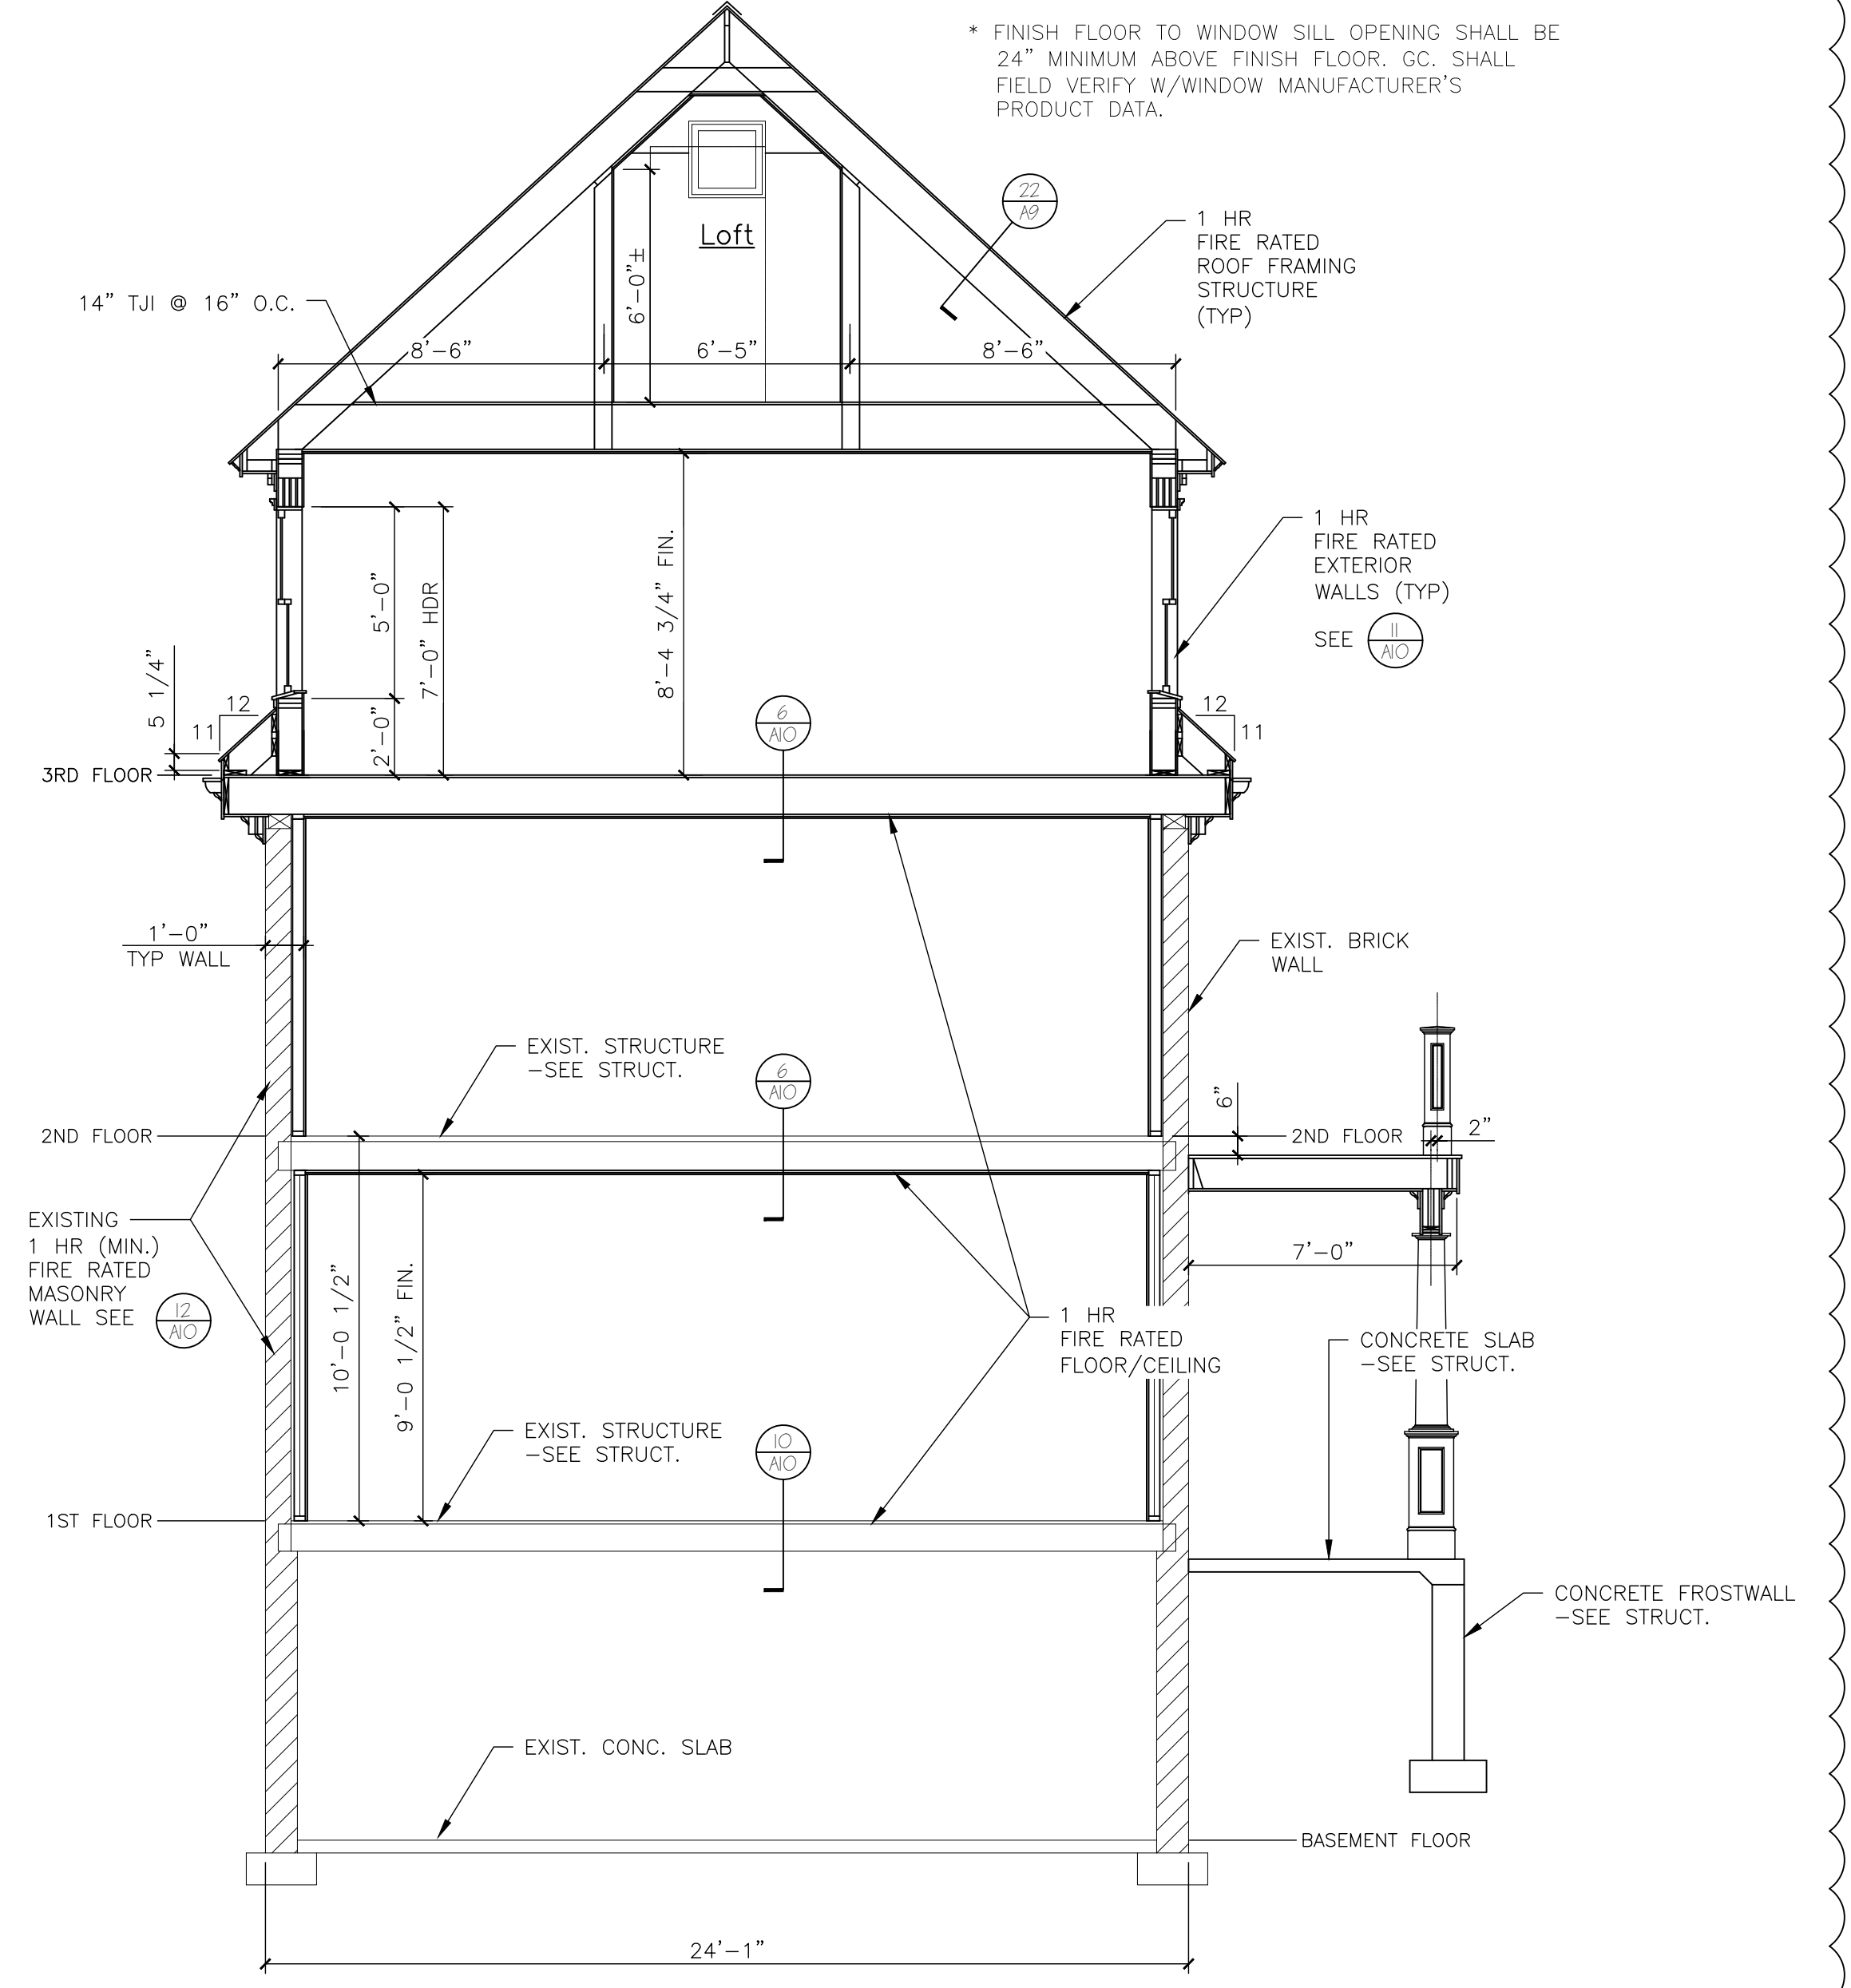 * FINISH FLOOR TO WINDOW SILL OPENING SHALL BE
24” MINIMUM ABOVE FINISH FLOOR. GC. SHALL
FIELD VERIFY W/WINDOW MANUFACTURER’S
PRODUCT DATA.
22
A9
1 HR
FIRE RATED
ROOF FRAMING
STRUCTURE
(TYP)
Loft
6’–0”±
14” TJI @ 16” O.C.
8’–6”
6’–5”
8’–6”
1 HR
FIRE RATED
EXTERIOR
WALLS (TYP)
SEE
11
A10
5’–0”
7’–0” HDR
8’–4 3/4” FIN.
5 1/4”
12
11
2’–0”
12
11
6
A10
3RD FLOOR
1’–0”
TYP WALL
EXIST. BRICK
WALL
EXIST. STRUCTURE
–SEE STRUCT.
6
A10
2ND FLOOR
6”
2ND FLOOR
2”
EXISTING
1 HR (MIN.)
FIRE RATED
MASONRY
WALL SEE
12
A10
7’–0”
10’–0 1/2”
9’–0 1/2” FIN.
1 HR
FIRE RATED
FLOOR/CEILING
CONCRETE SLAB
–SEE STRUCT.
EXIST. STRUCTURE
–SEE STRUCT.
10
A10
1ST FLOOR
CONCRETE FROSTWALL
–SEE STRUCT.
EXIST. CONC. SLAB
BASEMENT FLOOR
24’–1”